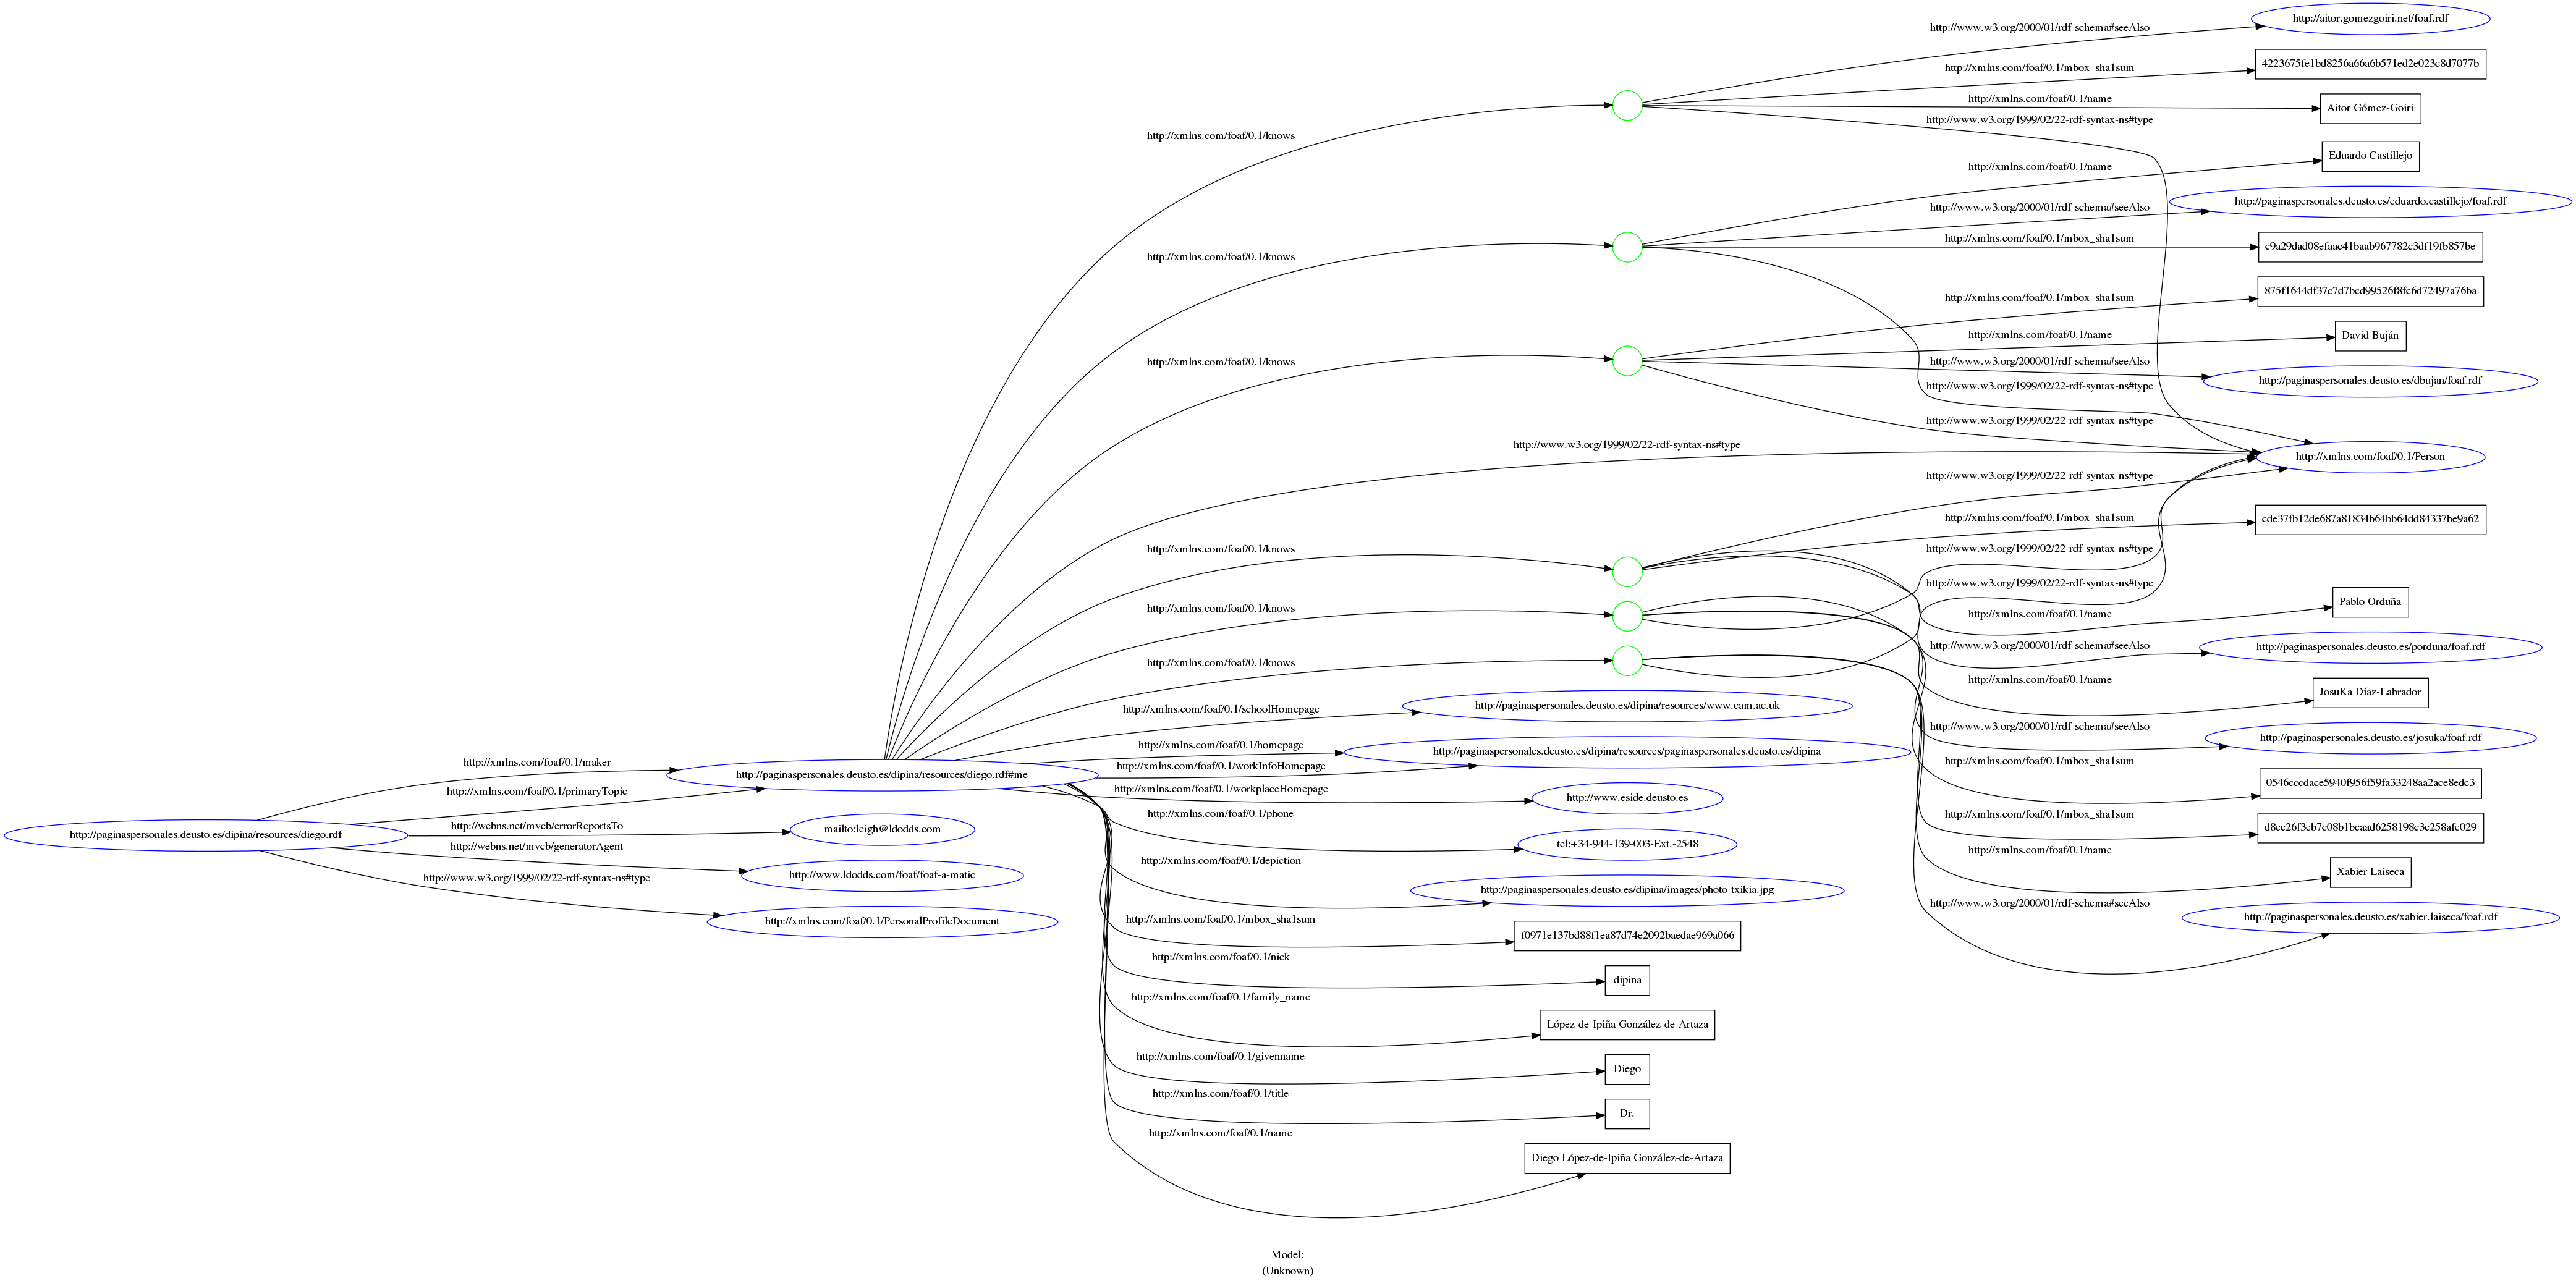 http://aitor.gomezgoiri.net/foaf.rdf
http://www.w3.org/2000/01/rdf-schema#seeAlso
4223675fe1bd8256a66a6b571ed2e023c8d7077b
http://xmlns.com/foaf/0.1/mbox_sha1sum
http://xmlns.com/foaf/0.1/name
Aitor Gómez-Goiri
http://www.w3.org/1999/02/22-rdf-syntax-ns#type
http://xmlns.com/foaf/0.1/knows
Eduardo Castillejo
http://xmlns.com/foaf/0.1/name
http://paginaspersonales.deusto.es/eduardo.castillejo/foaf.rdf
http://www.w3.org/2000/01/rdf-schema#seeAlso
http://xmlns.com/foaf/0.1/mbox_sha1sum
c9a29dad08efaac41baab967782c3df19fb857be
http://xmlns.com/foaf/0.1/knows
875f1644df37c7d7bcd99526f8fc6d72497a76ba
http://xmlns.com/foaf/0.1/mbox_sha1sum
http://xmlns.com/foaf/0.1/name
David Buján
http://xmlns.com/foaf/0.1/knows
http://www.w3.org/2000/01/rdf-schema#seeAlso
http://paginaspersonales.deusto.es/dbujan/foaf.rdf
http://www.w3.org/1999/02/22-rdf-syntax-ns#type
http://www.w3.org/1999/02/22-rdf-syntax-ns#type
http://www.w3.org/1999/02/22-rdf-syntax-ns#type
http://xmlns.com/foaf/0.1/Person
http://www.w3.org/1999/02/22-rdf-syntax-ns#type
http://xmlns.com/foaf/0.1/mbox_sha1sum
cde37fb12de687a81834b64bb64dd84337be9a62
http://xmlns.com/foaf/0.1/knows
http://www.w3.org/1999/02/22-rdf-syntax-ns#type
http://www.w3.org/1999/02/22-rdf-syntax-ns#type
Pablo Orduña
http://xmlns.com/foaf/0.1/knows
http://xmlns.com/foaf/0.1/name
http://www.w3.org/2000/01/rdf-schema#seeAlso
http://paginaspersonales.deusto.es/porduna/foaf.rdf
http://xmlns.com/foaf/0.1/knows
http://xmlns.com/foaf/0.1/name
JosuKa Díaz-Labrador
http://xmlns.com/foaf/0.1/schoolHomepage
http://paginaspersonales.deusto.es/dipina/resources/www.cam.ac.uk
http://www.w3.org/2000/01/rdf-schema#seeAlso
http://paginaspersonales.deusto.es/josuka/foaf.rdf
http://xmlns.com/foaf/0.1/homepage
http://paginaspersonales.deusto.es/dipina/resources/paginaspersonales.deusto.es/dipina
http://xmlns.com/foaf/0.1/maker
http://xmlns.com/foaf/0.1/workInfoHomepage
http://xmlns.com/foaf/0.1/mbox_sha1sum
http://paginaspersonales.deusto.es/dipina/resources/diego.rdf#me
0546cccdace5940f956f59fa33248aa2ace8edc3
http://xmlns.com/foaf/0.1/primaryTopic
http://xmlns.com/foaf/0.1/workplaceHomepage
http://www.eside.deusto.es
http://xmlns.com/foaf/0.1/phone
http://xmlns.com/foaf/0.1/mbox_sha1sum
http://webns.net/mvcb/errorReportsTo
mailto:leigh@ldodds.com
d8ec26f3eb7c08b1bcaad6258198c3c258afe029
http://paginaspersonales.deusto.es/dipina/resources/diego.rdf
http://webns.net/mvcb/generatorAgent
tel:+34-944-139-003-Ext.-2548
http://xmlns.com/foaf/0.1/name
http://xmlns.com/foaf/0.1/depiction
http://www.ldodds.com/foaf/foaf-a-matic
Xabier Laiseca
http://www.w3.org/1999/02/22-rdf-syntax-ns#type
http://paginaspersonales.deusto.es/dipina/images/photo-txikia.jpg
http://www.w3.org/2000/01/rdf-schema#seeAlso
http://xmlns.com/foaf/0.1/PersonalProfileDocument
http://xmlns.com/foaf/0.1/mbox_sha1sum
http://paginaspersonales.deusto.es/xabier.laiseca/foaf.rdf
f0971e137bd88f1ea87d74e2092baedae969a066
http://xmlns.com/foaf/0.1/nick
dipina
http://xmlns.com/foaf/0.1/family_name
López-de-Ipiña González-de-Artaza
http://xmlns.com/foaf/0.1/givenname
Diego
http://xmlns.com/foaf/0.1/title
Dr.
http://xmlns.com/foaf/0.1/name
Diego López-de-Ipiña González-de-Artaza
Model:
(Unknown)